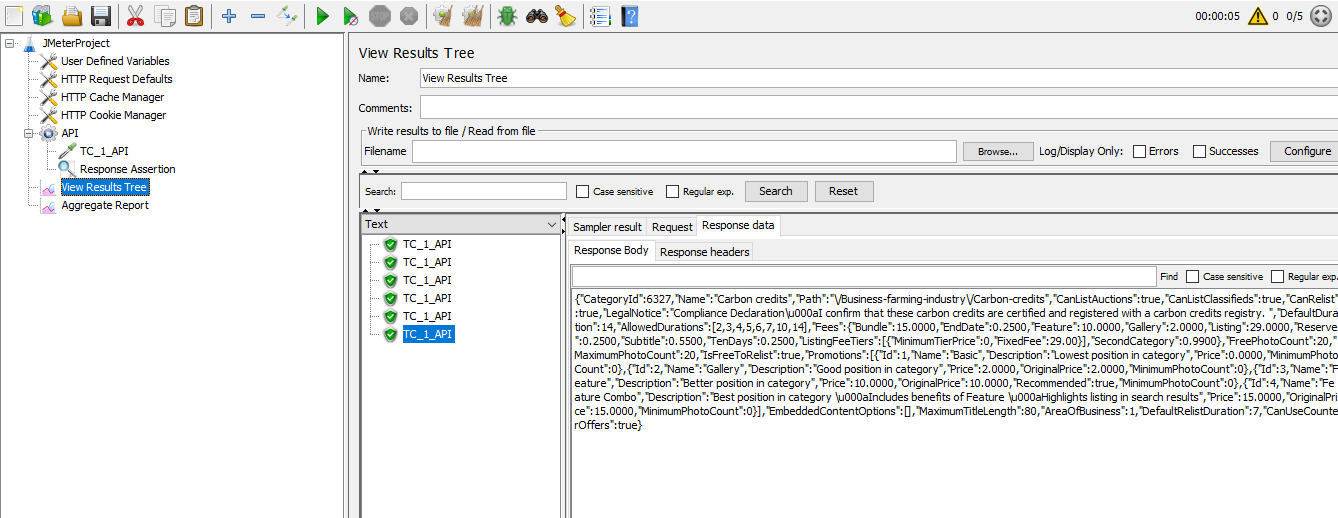 00:00:05 0 0/5
JMeterProject
User Defined Variables
HTTP Request Defaults
HTTP Cache Manager
HTTP Cookie Manager
API
TC_1_API
Response Assertion
View Results Tree
Aggregate Report
View Results Tree
Name: View Results Tree
Comments:
Write results to file / Read from file
Filename Browse... Log/Display Only: Errors Successes Configure
Search: Case sensitive Regular exp. Search Reset
Text
TC_1_API
TC_1_API
TC_1_API
TC_1_API
TC_1_API
TC_1_API
Sampler result Request Response data
Response Body Response headers
Find Case sensitive Regular exp.
{"CategoryId":6327,"Name":"Carbon credits","Path":"\/Business-farming-industry\/Carbon-credits","CanListAuctions":true,"CanListClassifieds":true,"CanRelist
:true,"LegalNotice":"Compliance Declaration\u000aI confirm that these carbon credits are certified and registered with a carbon credits registry. ","DefaultDura
tion":14,"AllowedDurations":[2,3,4,5,6,7,10,14],"Fees":{"Bundle":15.0000,"EndDate":0.2500,"Feature":10.0000,"Gallery":2.0000,"Listing":29.0000,"Reserve
":0.2500,"Subtitle":0.5500,"TenDays":0.2500,"ListingFeeTiers":[{"MinimumTierPrice":0,"FixedFee":29.00}],"SecondCategory":0.9900},"FreePhotoCount":20,"
MaximumPhotoCount":20,"IsFreeToRelist":true,"Promotions":[{"Id":1,"Name":"Basic","Description":"Lowest position in category","Price":0.0000,"MinimumPhoto
Count":0},{"Id":2,"Name":"Gallery","Description":"Good position in category","Price":2.0000,"OriginalPrice":2.0000,"MinimumPhotoCount":0},{"Id":3,"Name":"F
eature","Description":"Better position in category","Price":10.0000,"OriginalPrice":10.0000,"Recommended":true,"MinimumPhotoCount":0},{"Id":4,"Name":"Fe
ature Combo","Description":"Best position in category \u000aIncludes benefits of Feature \u000aHighlights listing in search results","Price":15.0000,"OriginalPri
ce":15.0000,"MinimumPhotoCount":0}],"EmbeddedContentOptions":[],"MaximumTitleLength":80,"AreaOfBusiness":1,"DefaultRelistDuration":7,"CanUseCounte
rOffers":true}